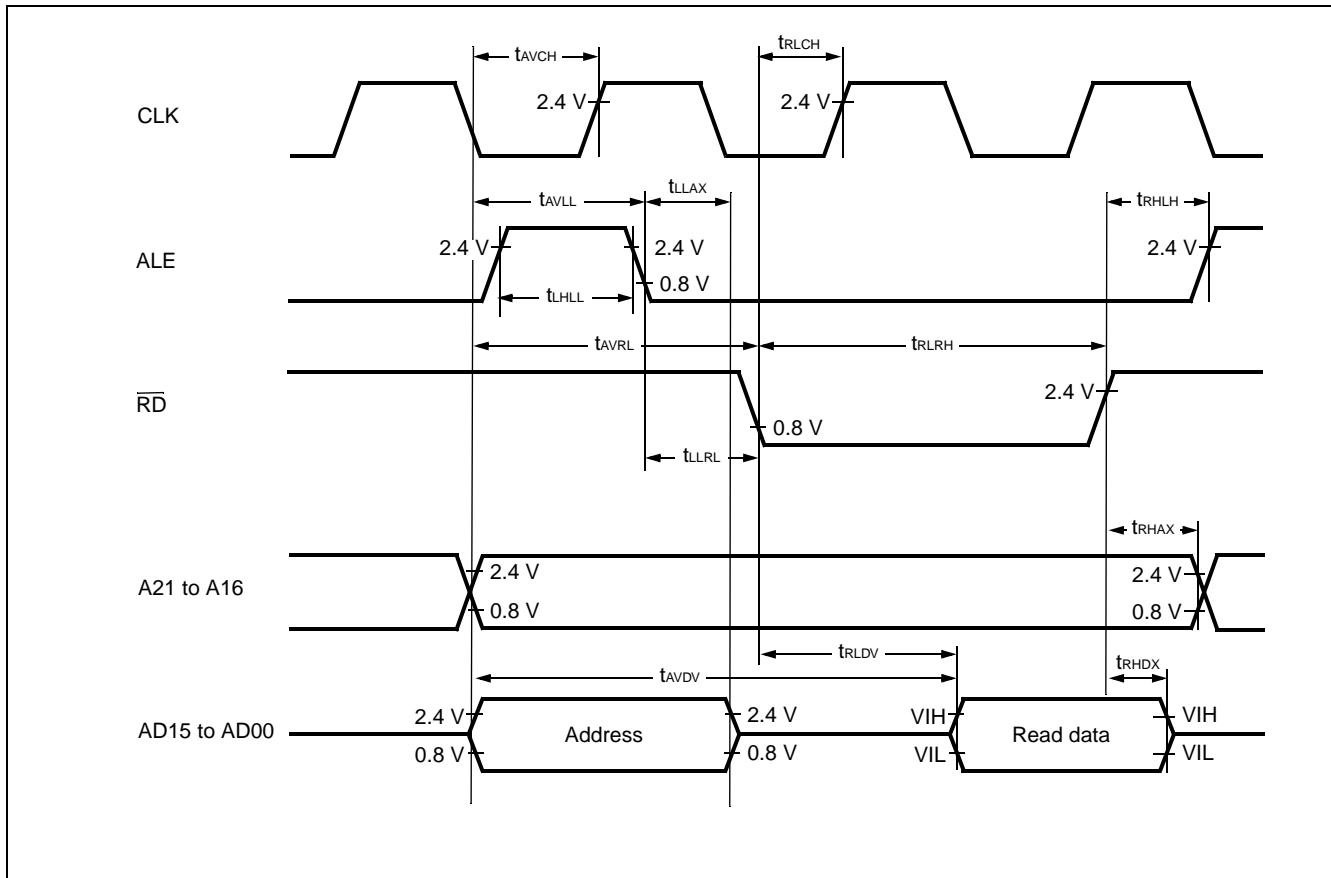 tAVCH
tRLCH
CLK
2.4 V
2.4 V
tAVLL
tLLAX
tRHLH
ALE
2.4 V
2.4 V
2.4 V
0.8 V
tLHLL
tAVRL
tRLRH
RD
2.4 V
0.8 V
tLLRL
tRHAX
A21 to A16
2.4 V
2.4 V
0.8 V
0.8 V
tRLDV
tAVDV
tRHDX
AD15 to AD00
2.4 V
Address
2.4 V
VIH
Read data
VIH
0.8 V
0.8 V
VIL
VIL